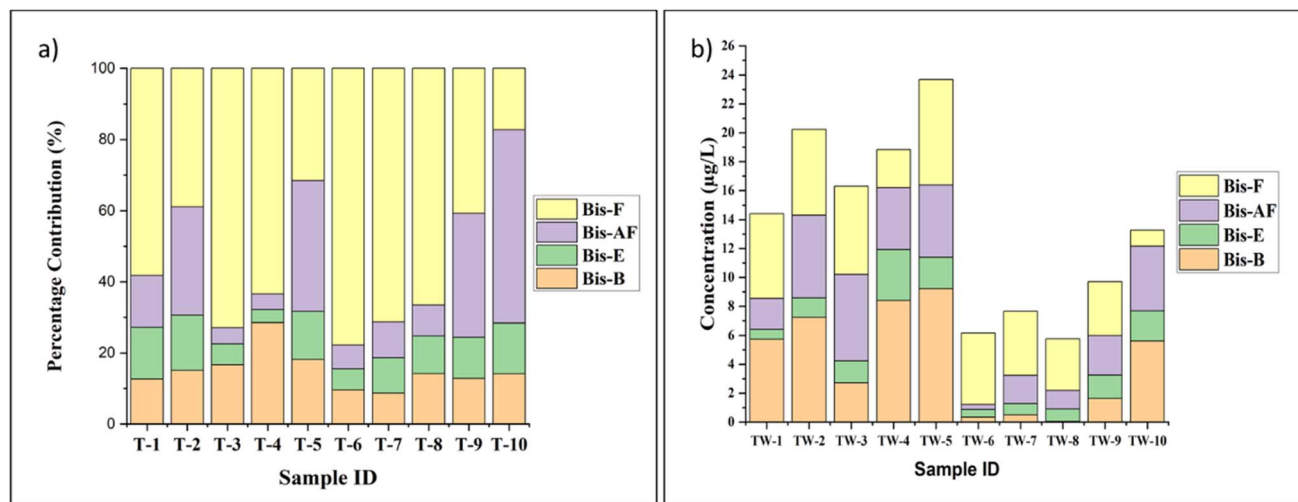 a)
Percentage Contribution (%)
100
80
60
40
20
0
T-1 T-2 T-3 T-4 T-5 T-6 T-7 T-8 T-9 T-10
Sample ID
Bis-F
Bis-AF
Bis-E
Bis-B
b)
Concentration (µg/L)
26
24
22
20
18
16
14
12
10
8
6
4
2
0
TW-1 TW-2 TW-3 TW-4 TW-5 TW-6 TW-7 TW-8 TW-9 TW-10
Sample ID
Bis-F
Bis-AF
Bis-E
Bis-B